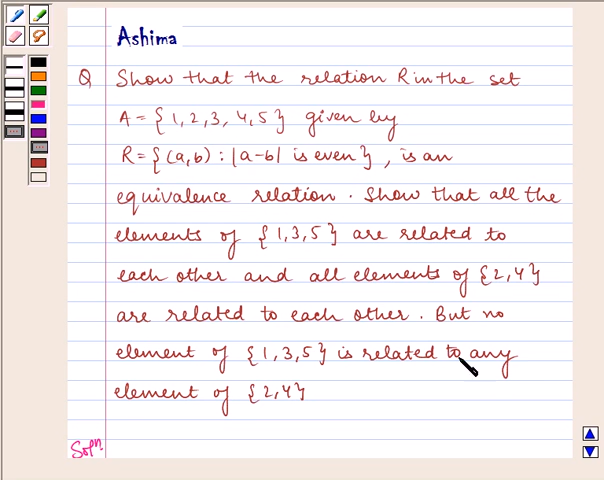 Ashima
Q Show that the relation R in the set
A = {1, 2, 3, 4, 5} given by
R = {(a, b) : |a-b| is even}, is an
equivalence relation. Show that all the
elements of {1, 3, 5} are related to
each other and all elements of {2, 4}
are related to each other. But no
element of {1, 3, 5} is related to any
element of {2, 4}
Solⁿ.